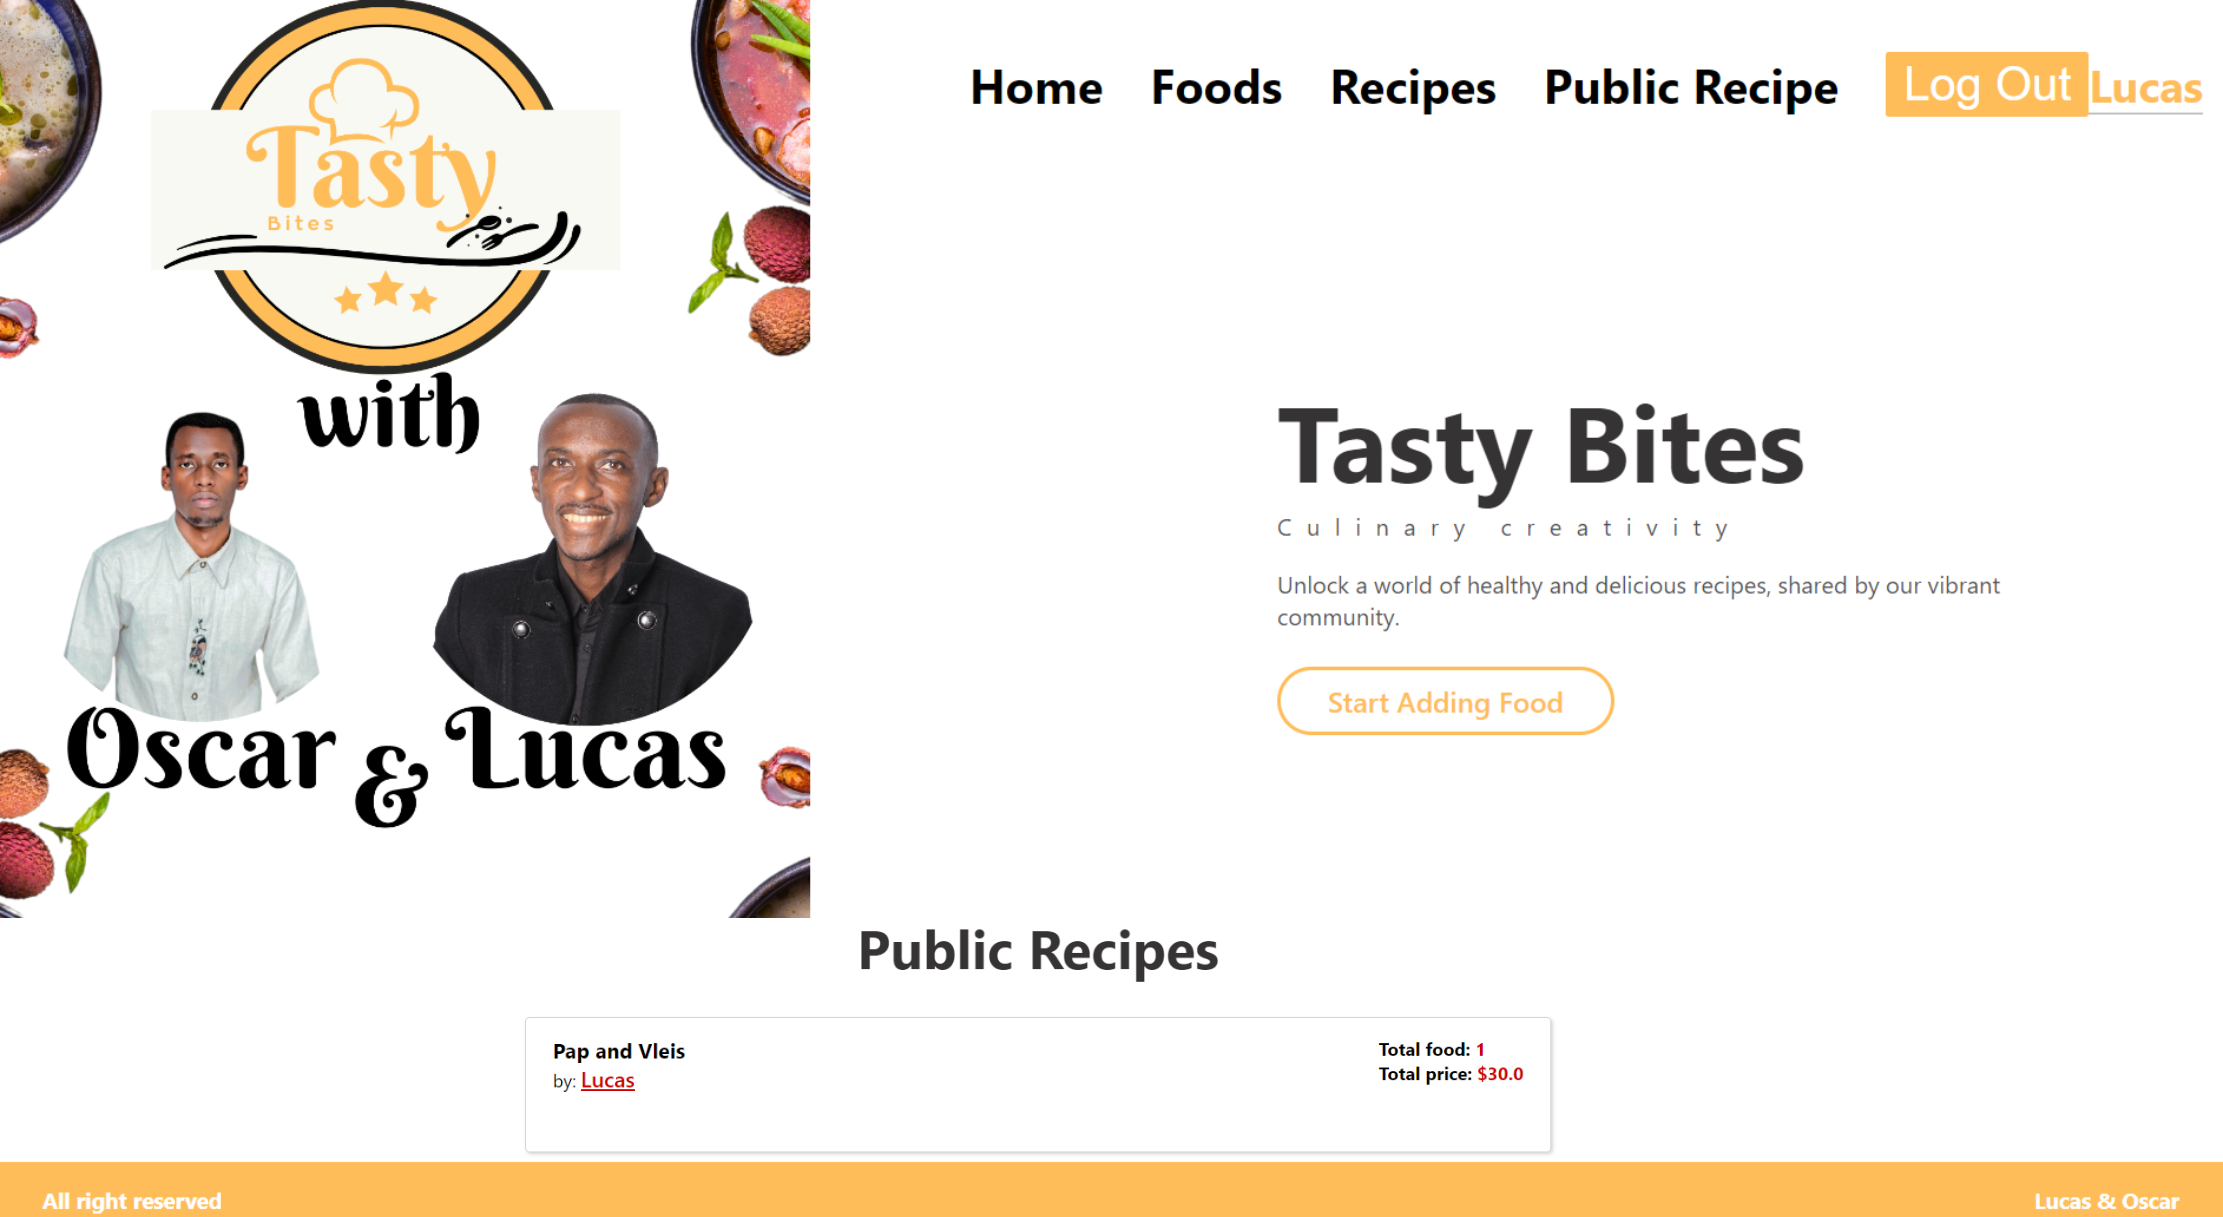 Tasty
Bites
with
Oscar & Lucas
Home Foods Recipes Public Recipe Log Out Lucas
Tasty Bites
Culinary creativity
Unlock a world of healthy and delicious recipes, shared by our vibrant
community.
Start Adding Food
Public Recipes
Pap and Vleis
by: Lucas
Total food: 1
Total price: $30.0
All right reserved
Lucas & Oscar